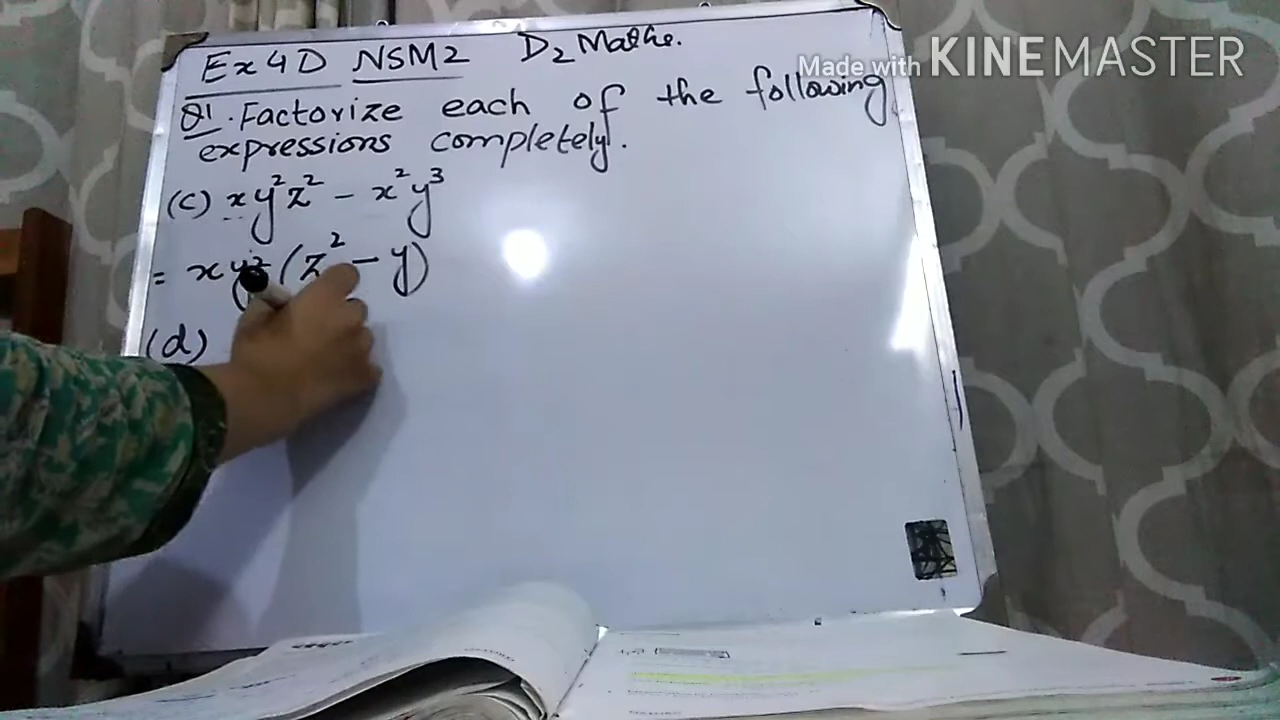 Made with KINEMASTER
Ex 4D NSM2 D2 Maths.
Q1. Factorize each of the following
expressions completely.
(c) xy²z² - x²y³
= xy²(z² - y)
(d)